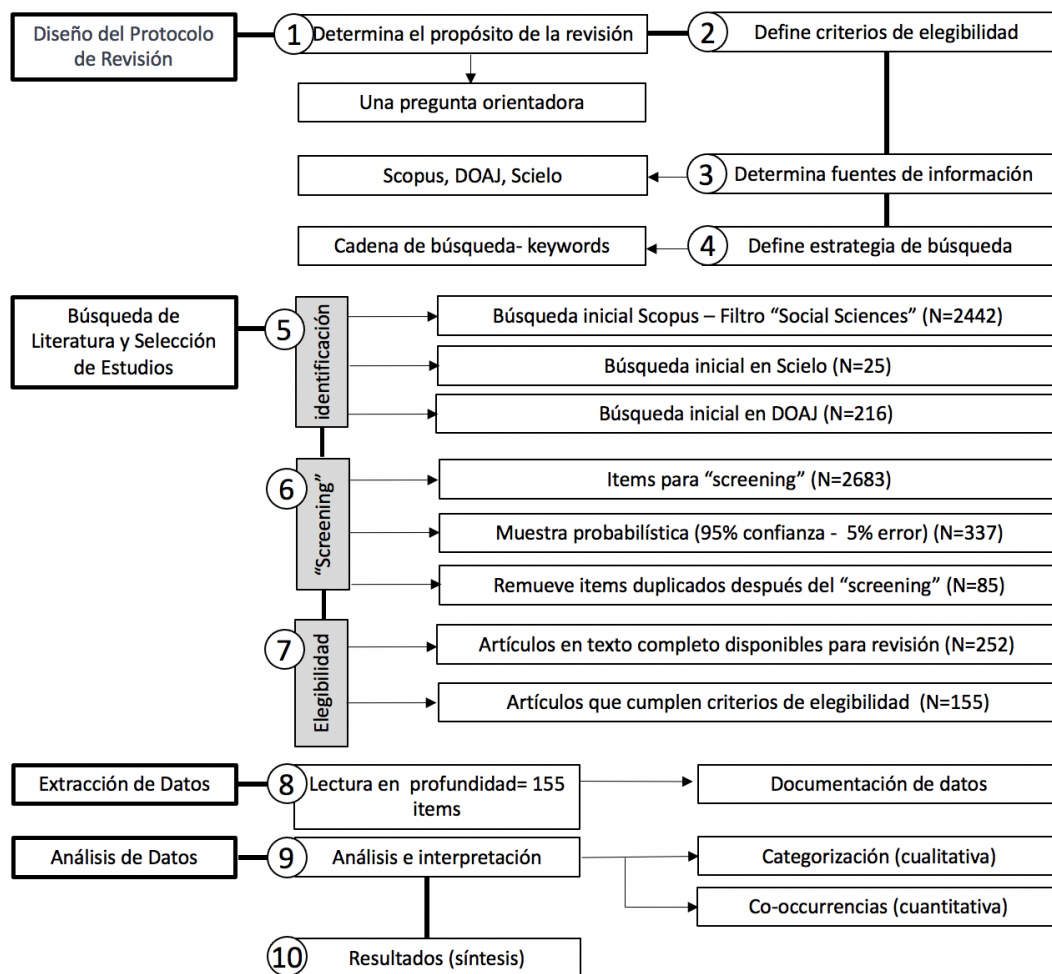 Diseño del Protocolo
de Revisión
1
Determina el propósito de la revisión
2
Define criterios de elegibilidad
Una pregunta orientadora
Scopus, DOAJ, Scielo
3
Determina fuentes de información
Cadena de búsqueda- keywords
4
Define estrategia de búsqueda
Búsqueda de
Literatura y Selección
de Estudios
5
identificación
Búsqueda inicial Scopus – Filtro “Social Sciences” (N=2442)
Búsqueda inicial en Scielo (N=25)
Búsqueda inicial en DOAJ (N=216)
6
“Screening”
Items para “screening” (N=2683)
Muestra probabilística (95% confianza - 5% error) (N=337)
Remueve items duplicados después del “screening” (N=85)
7
Elegibilidad
Artículos en texto completo disponibles para revisión (N=252)
Artículos que cumplen criterios de elegibilidad (N=155)
Extracción de Datos
8
Lectura en profundidad= 155
items
Documentación de datos
Análisis de Datos
9
Análisis e interpretación
Categorización (cualitativa)
Co-occurrencias (cuantitativa)
10
Resultados (síntesis)